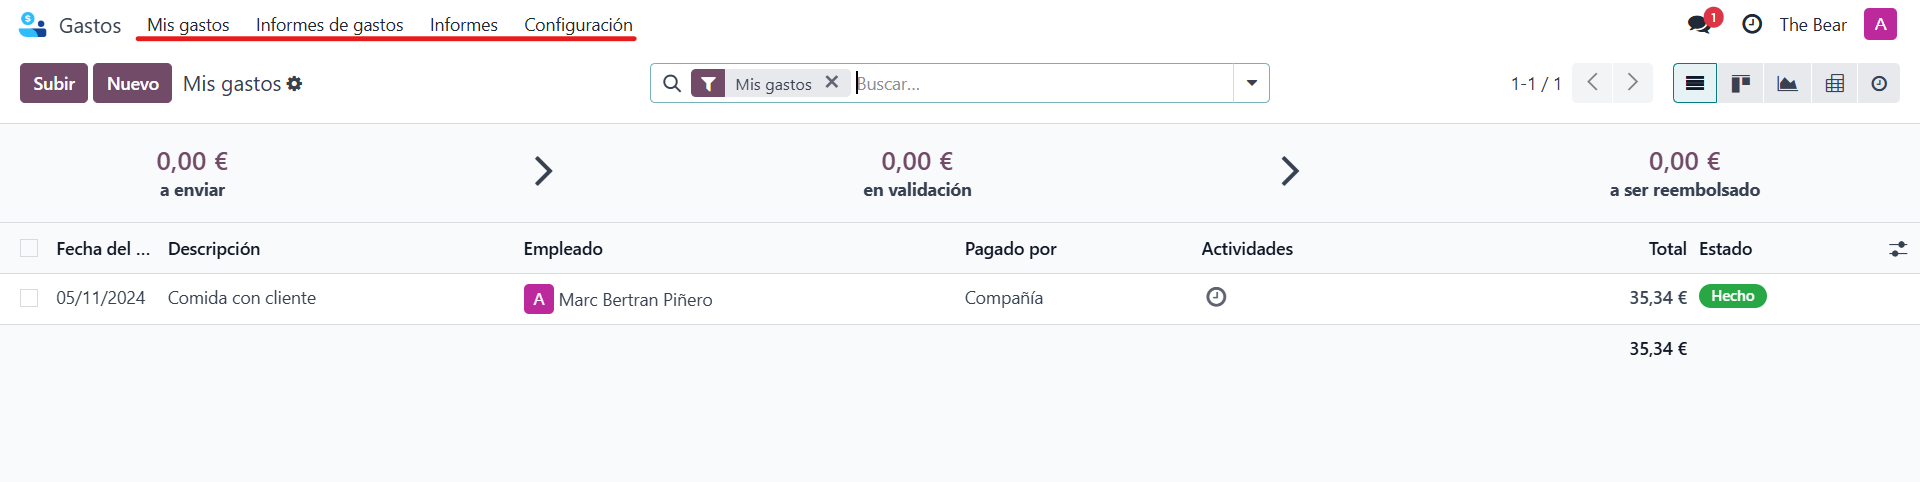 Gastos Mis gastos Informes de gastos Informes Configuración 1 The Bear A
Subir Nuevo Mis gastos Mis gastos Buscar... 1-1 / 1
0,00 € 0,00 € 0,00 €
a enviar en validación a ser reembolsado
Fecha del ... Descripción Empleado Pagado por Actividades Total Estado
05/11/2024 Comida con cliente A Marc Bertran Piñero Compañía 35,34 € Hecho
35,34 €